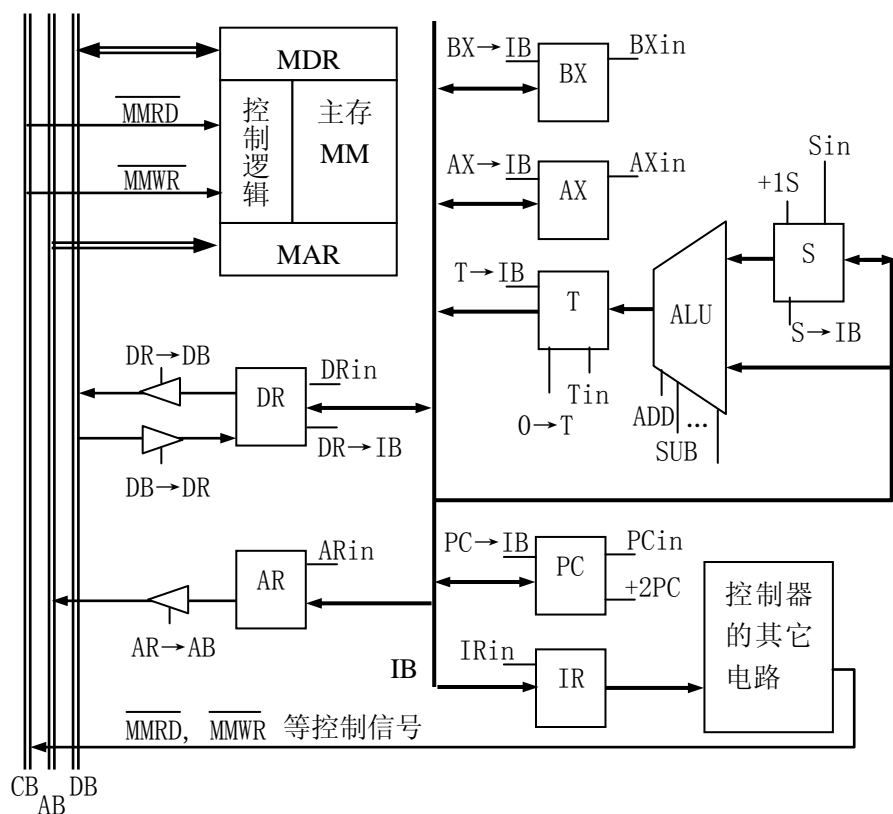 MDR
控制逻辑
主存
MM
MAR
MMRD
MMWR
BX→IB
BX
BXin
AX→IB
AX
AXin
Sin
+1S
S
S→IB
T→IB
T
Tin
0→T
ALU
ADD
SUB
...
DR→DB
DR
DRin
DR→IB
DB→DR
AR
ARin
AR→AB
PC→IB
PC
PCin
+2PC
IRin
IR
IB
控制器
的其它
电路
MMRD, MMWR 等控制信号
CB
AB
DB